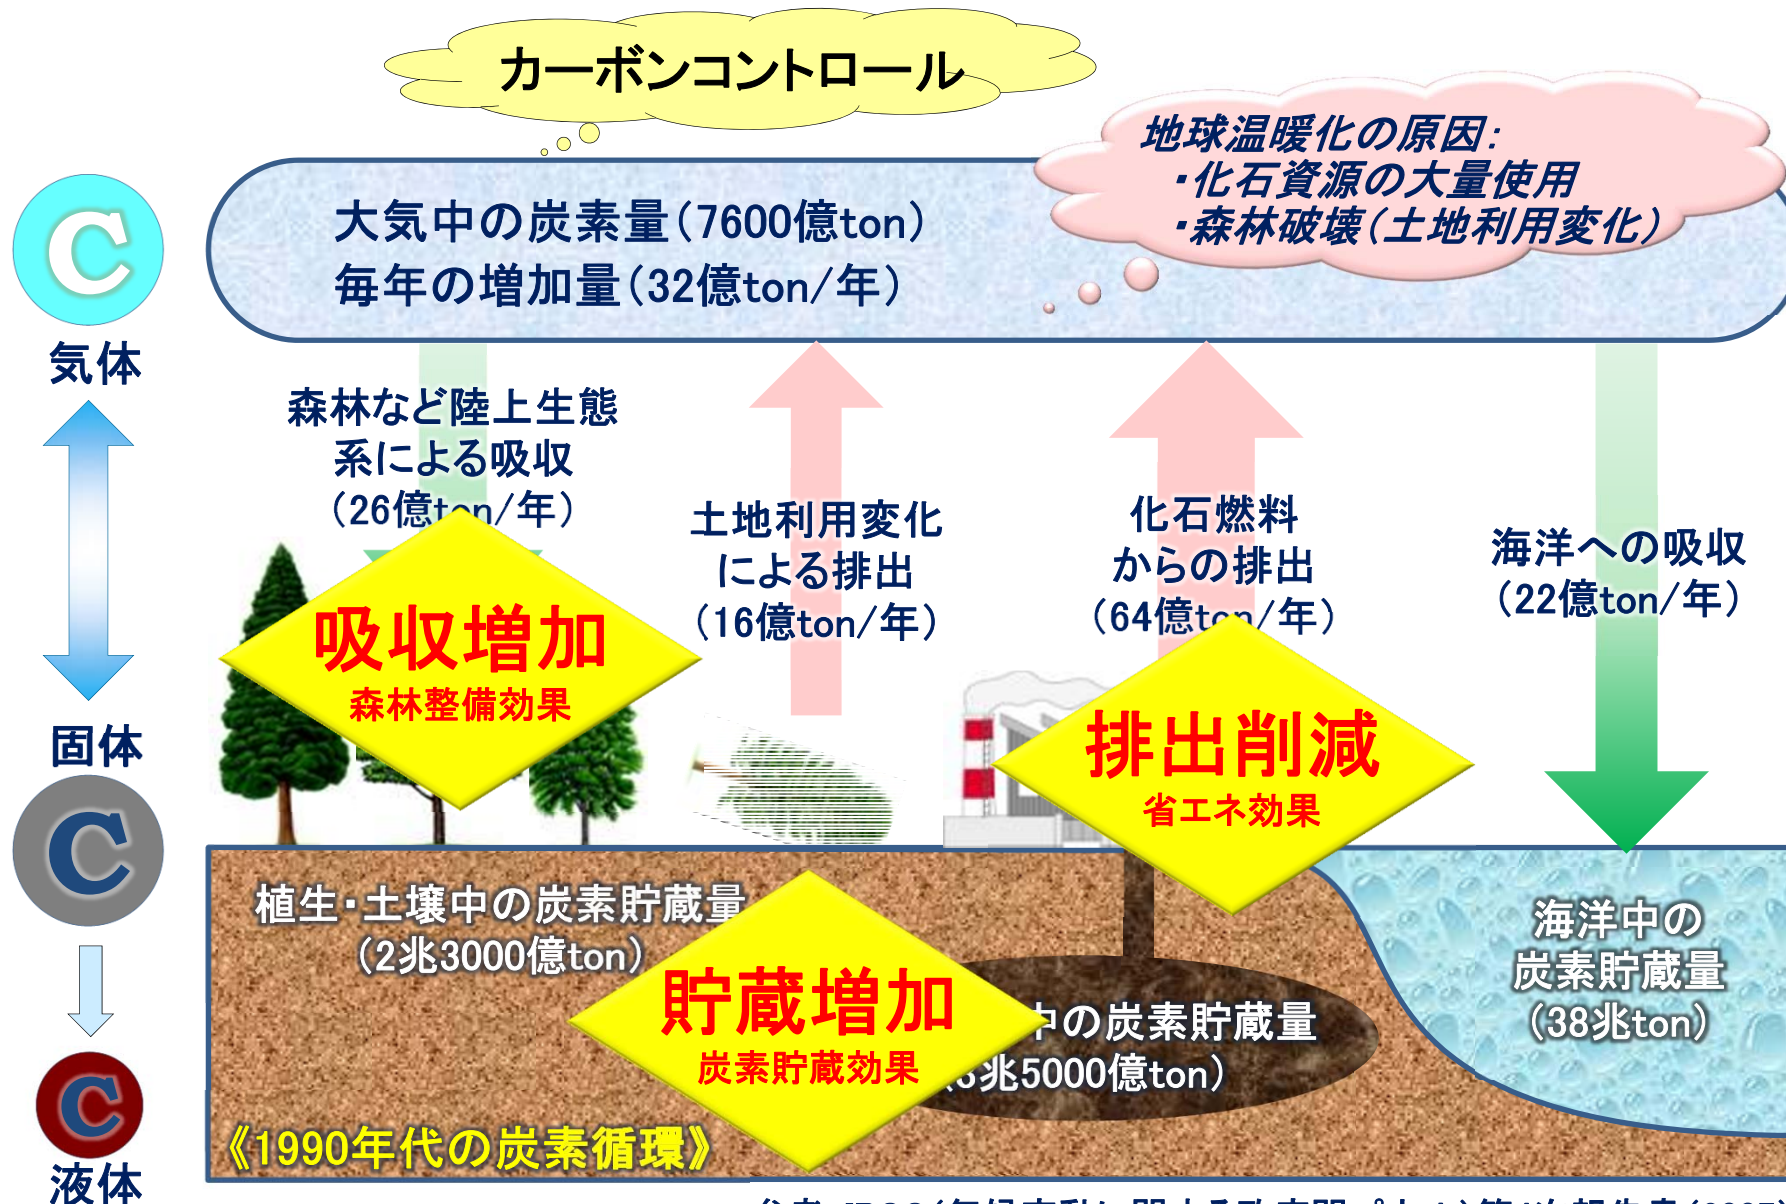 カーボンコントロール
地球温暖化の原因：
・化石資源の大量使用
・森林破壊（土地利用変化）
大気中の炭素量（7600億ton）
毎年の増加量（32億ton/年）
C
気体
固体
C
C
液体
森林など陸上生態
系による吸収
（26億ton/年）
吸収増加
森林整備効果
土地利用変化
による排出
（16億ton/年）
化石燃料
からの排出
（64億ton/年）
排出削減
省エネ効果
海洋への吸収
（22億ton/年）
植生・土壌中の炭素貯蔵量
（2兆3000億ton）
貯蔵増加
炭素貯蔵効果
中の炭素貯蔵量
兆5000億ton）
海洋中の
炭素貯蔵量
（38兆ton）
《1990年代の炭素循環》